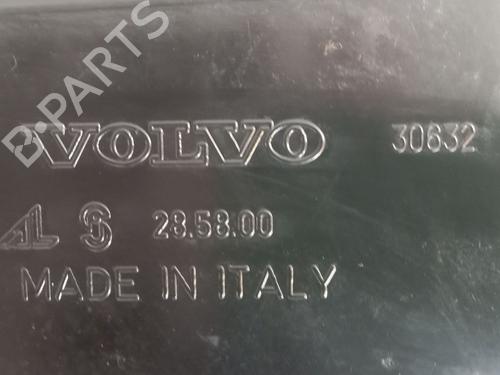 B-PARTS
VOLVO 30632
28.58.00
MADE IN ITALY